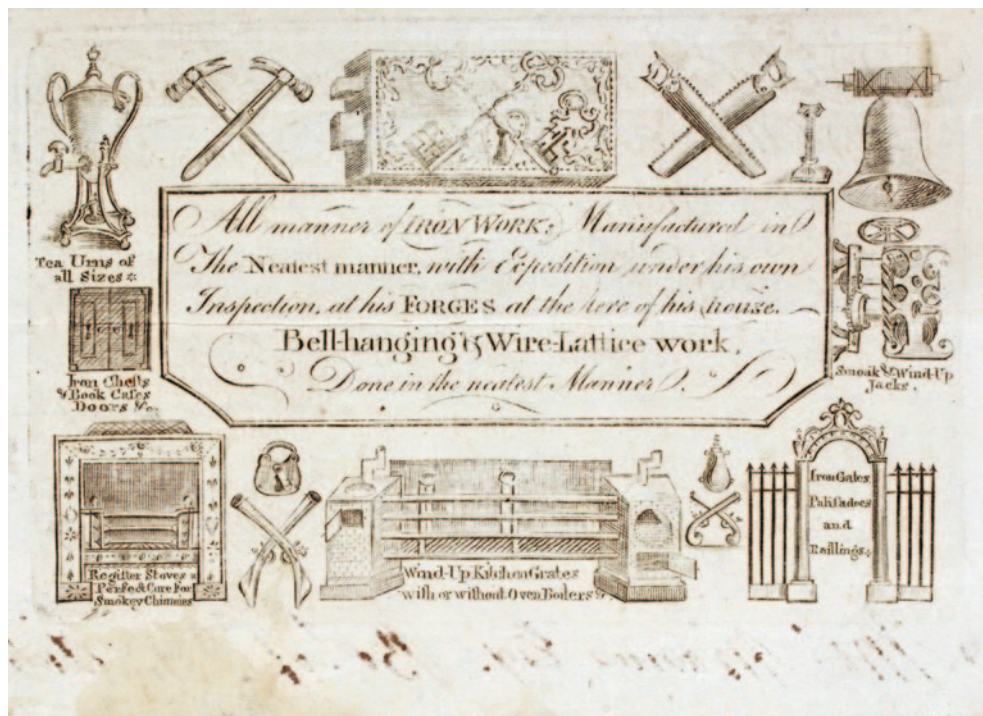 All manner of IRON WORK; Manufactured in
The Neatest manner, with Expedition under his own
Inspection, at his FORGES at the rere of his house.
Bell-hanging & Wire-Lattice work,
Done in the neatest Manner.
Tea Urns of
all Sizes
Iron Chests
& Book Cases
Doors &c.
Smoak & Wind-Up
Jacks.
Register Stoves a
Perfect Cure For
Smokey Chimnies
Wind-Up Kitchen Grates
with or without Oven Boilers &c.
Iron Gates
Palisadoes
and
Raillings